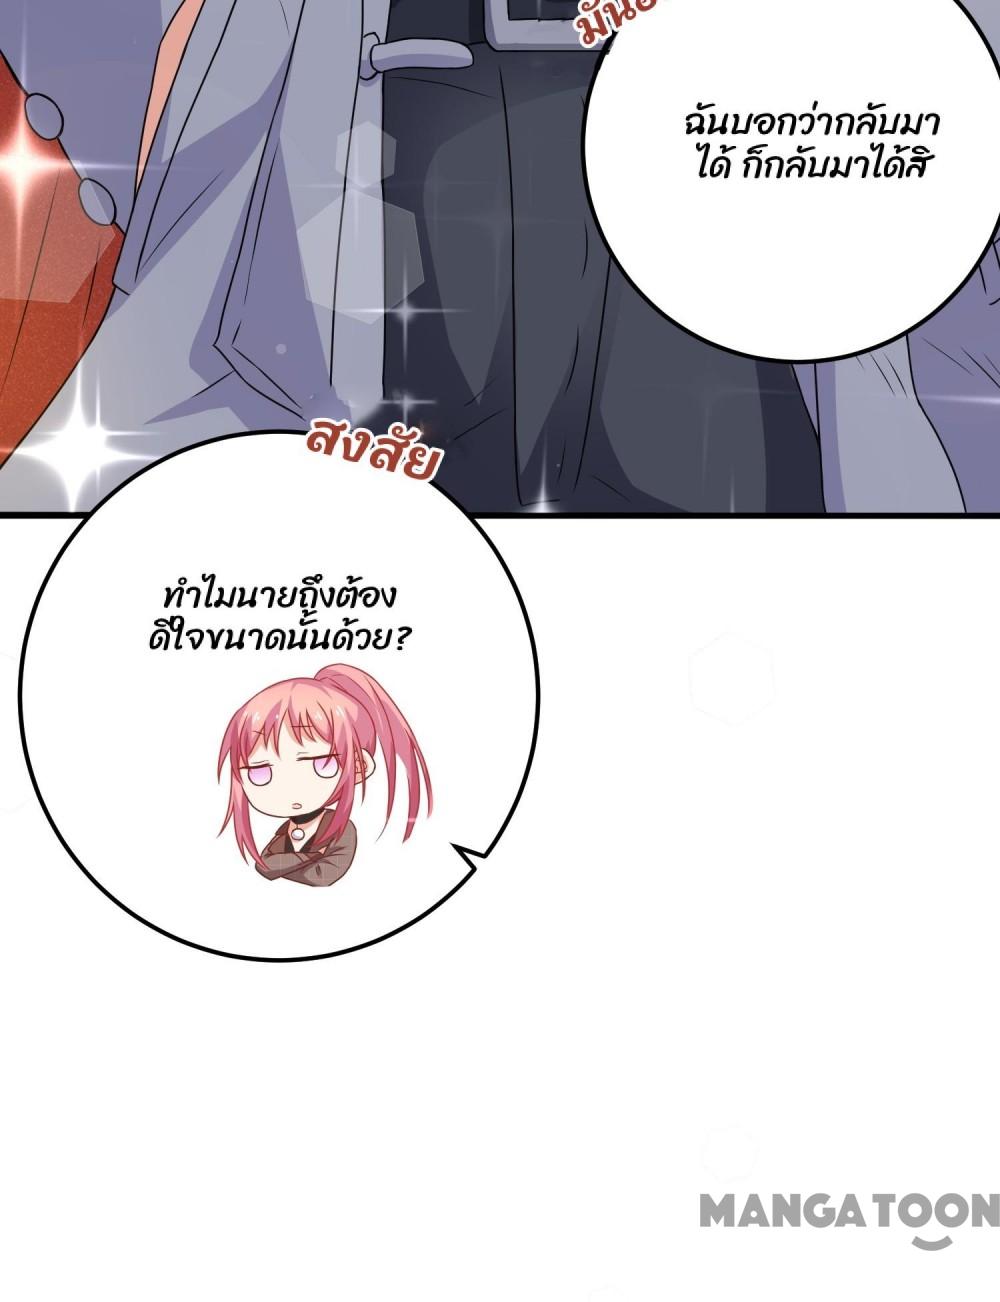 ฉันบอกว่ากลับมา
ได้ ก็กลับมาได้สิ
สงสัย
ทำไมนายถึงต้อง
ดีใจขนาดนั้นด้วย?
MANGATOON